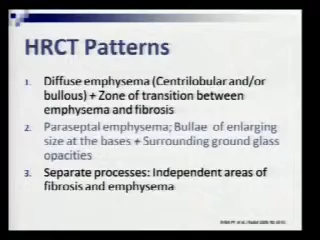 HRCT Patterns
1. Diffuse emphysema (Centrilobular and/or
bullous) + Zone of transition between
emphysema and fibrosis
2. Paraseptal emphysema; Bullae of enlarging
size at the bases + Surrounding ground glass
opacities
3. Separate processes: Independent areas of
fibrosis and emphysema